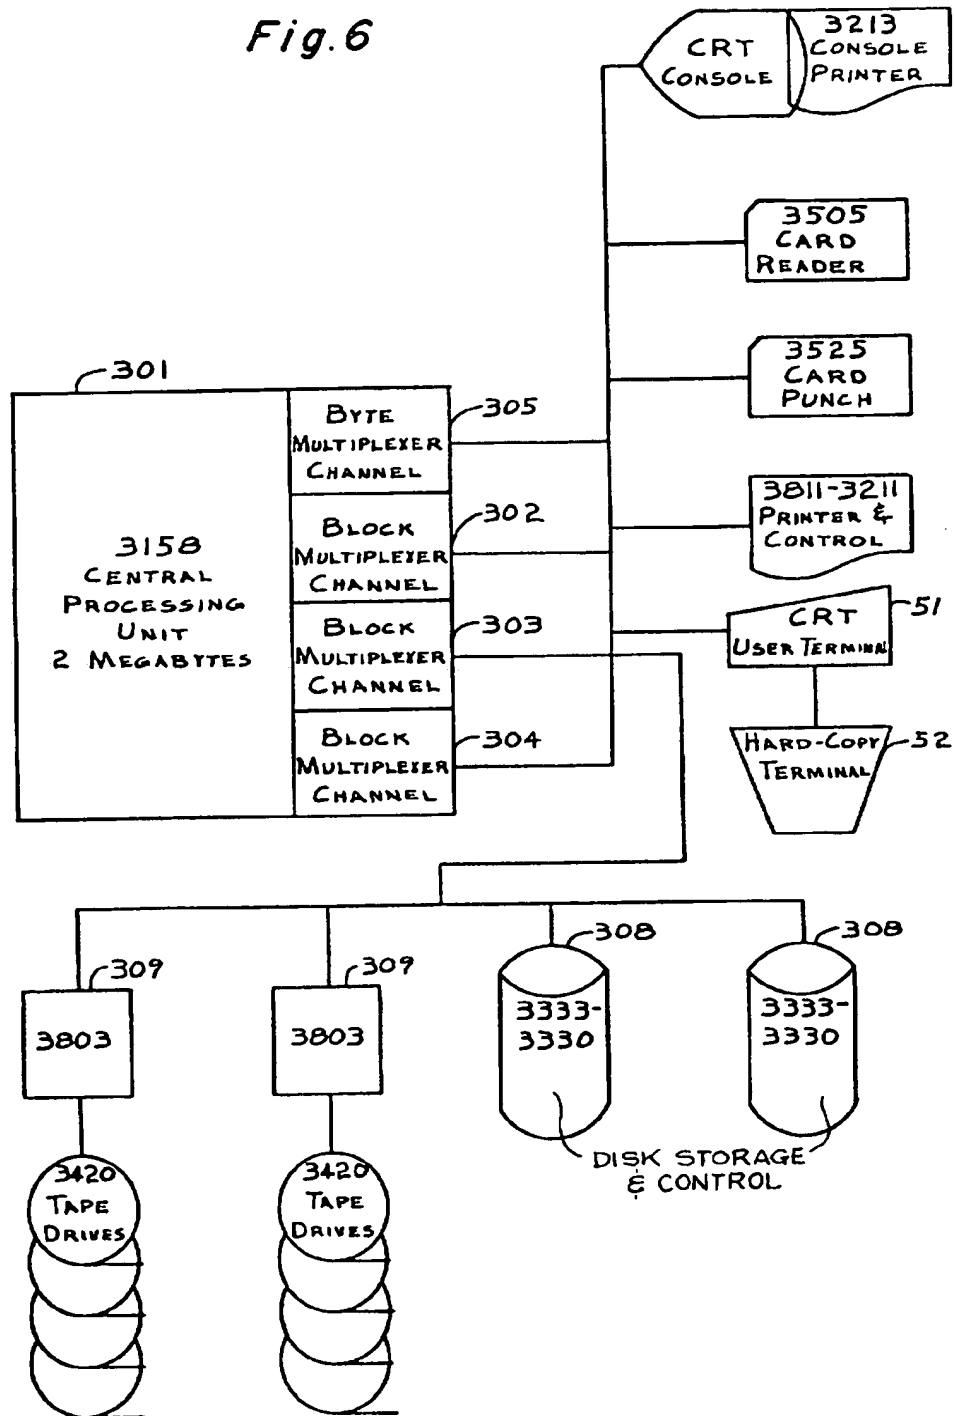 Fig. 6
CRT
CONSOLE
3213
CONSOLE
PRINTER
3505
CARD
READER
3525
CARD
PUNCH
301
BYTE
MULTIPLEXER
CHANNEL
305
3811-3211
PRINTER &
CONTROL
3158
CENTRAL
PROCESSING
UNIT
2 MEGABYTES
BLOCK
MULTIPLEXER
CHANNEL
302
BLOCK
MULTIPLEXER
CHANNEL
303
CRT
USER TERMINAL
51
BLOCK
MULTIPLEXER
CHANNEL
304
HARD-COPY
TERMINAL
52
309
3803
309
3803
308
3333-
3330
308
3333-
3330
DISK STORAGE
& CONTROL
3420
TAPE
DRIVES
3420
TAPE
DRIVES